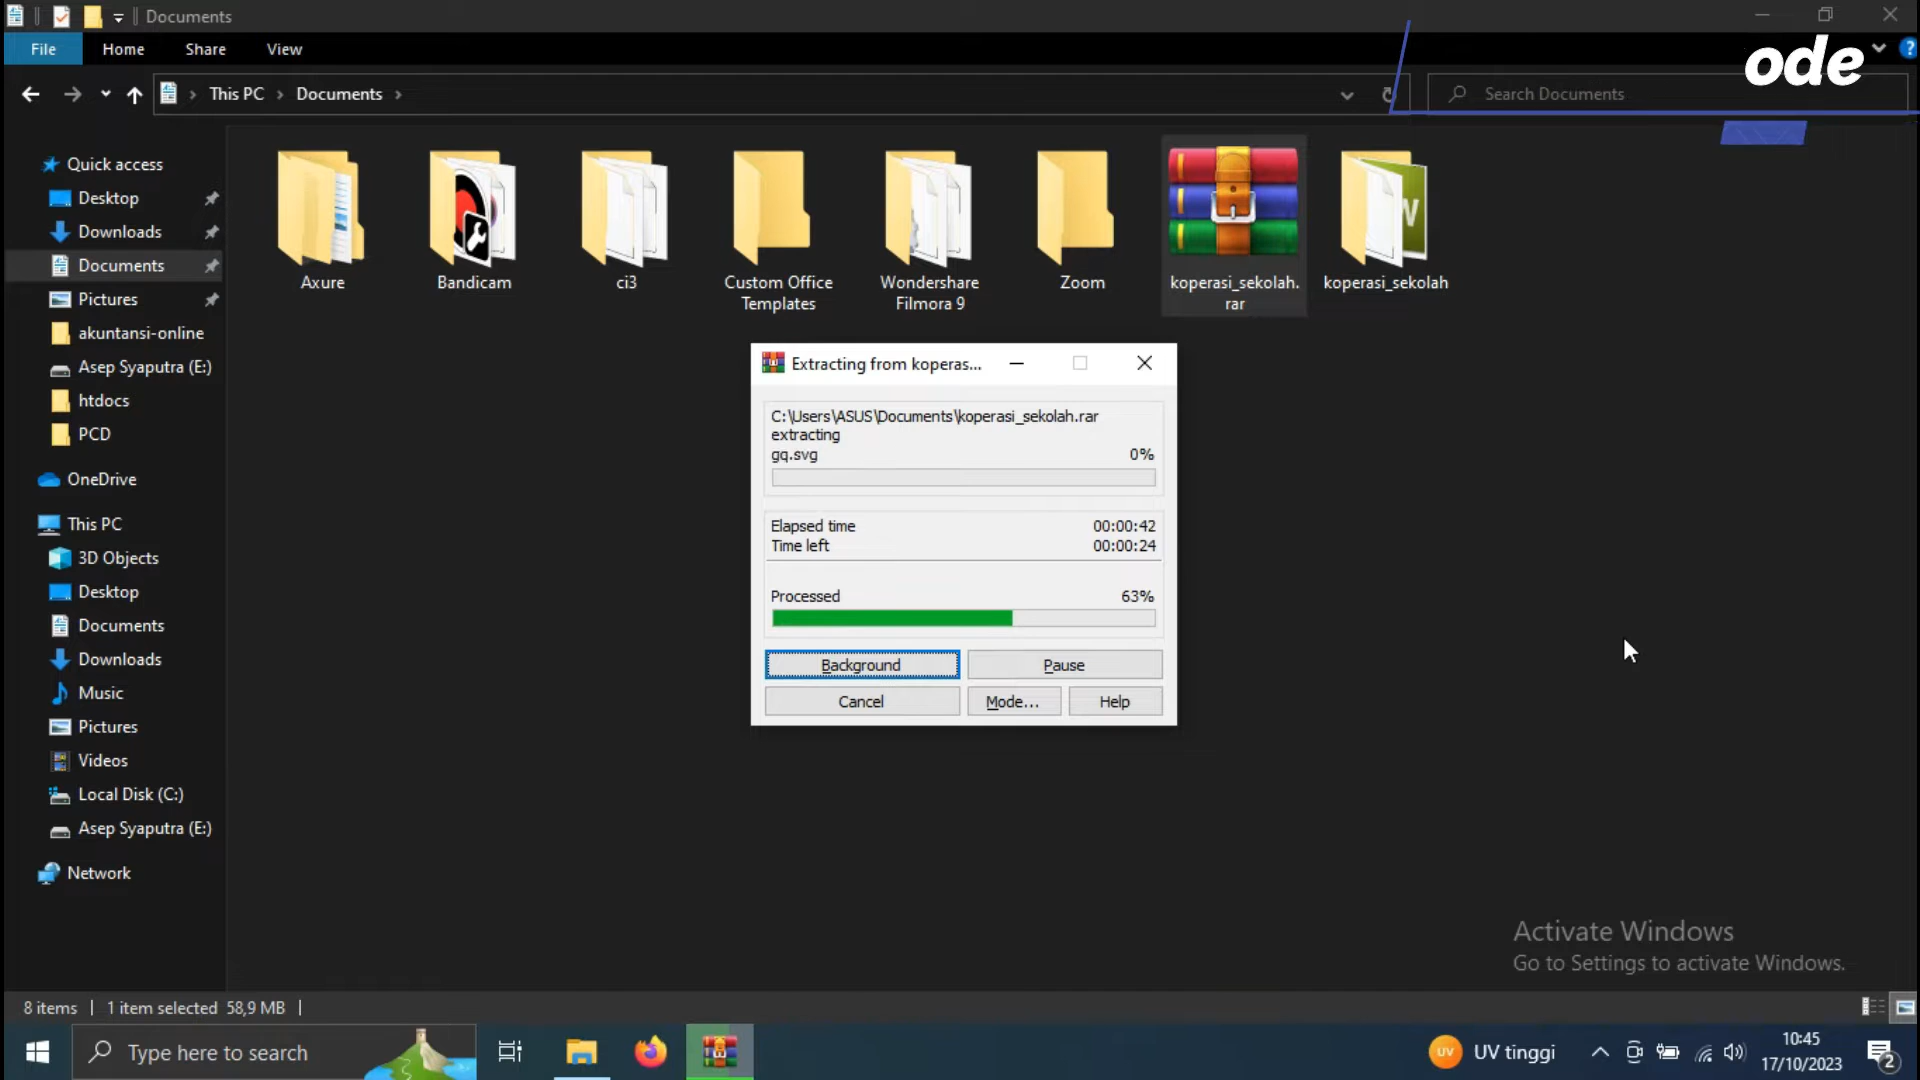 Documents
File Home Share View
ode
This PC Documents
Search Documents
Quick access
Desktop
Downloads
Documents
Pictures
akuntansi-online
Asep Syaputra (E:)
htdocs
PCD
OneDrive
This PC
3D Objects
Desktop
Documents
Downloads
Music
Pictures
Videos
Local Disk (C:)
Asep Syaputra (E:)
Network
Axure
Bandicam
ci3
Custom Office
Templates
Wondershare
Filmora 9
Zoom
koperasi_sekolah.
rar
koperasi_sekolah
Extracting from koperas...
C:\Users\ASUS\Documents\koperasi_sekolah.rar
extracting
gq.svg 0%
Elapsed time 00:00:42
Time left 00:00:24
Processed 63%
Background Pause
Cancel Mode... Help
Activate Windows
Go to Settings to activate Windows.
8 items 1 item selected 58,9 MB
Type here to search
UV UV tinggi
10:45
17/10/2023
2